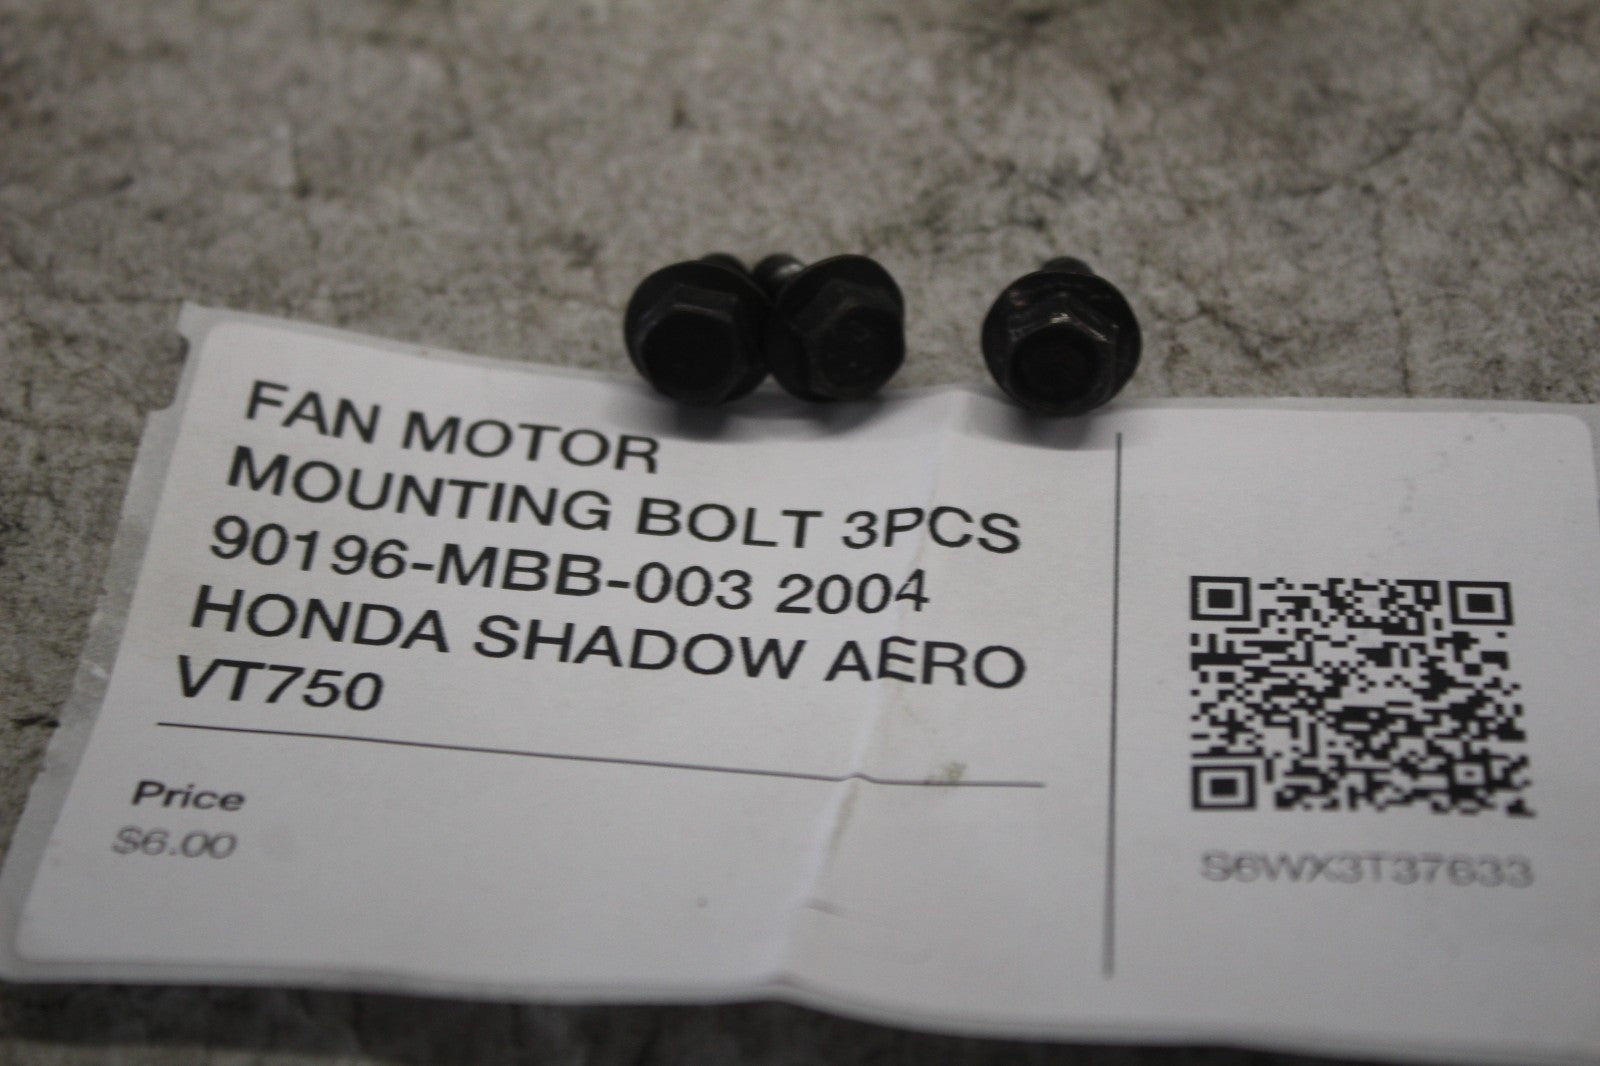 FAN MOTOR
MOUNTING BOLT 3PCS
90196-MBB-003 2004
HONDA SHADOW AERO
VT750
Price
$6.00
S6WX3T37633